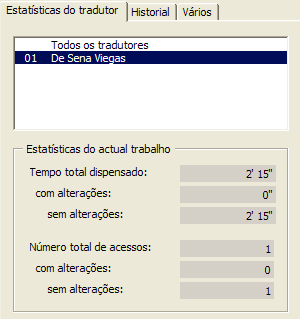 Estatísticas do tradutor Historial Vários
Todos os tradutores
01 De Sena Viegas
Estatísticas do actual trabalho
Tempo total dispensado: 2' 15"
com alterações: 0"
sem alterações: 2' 15"
Número total de acessos: 1
com alterações: 0
sem alterações: 1